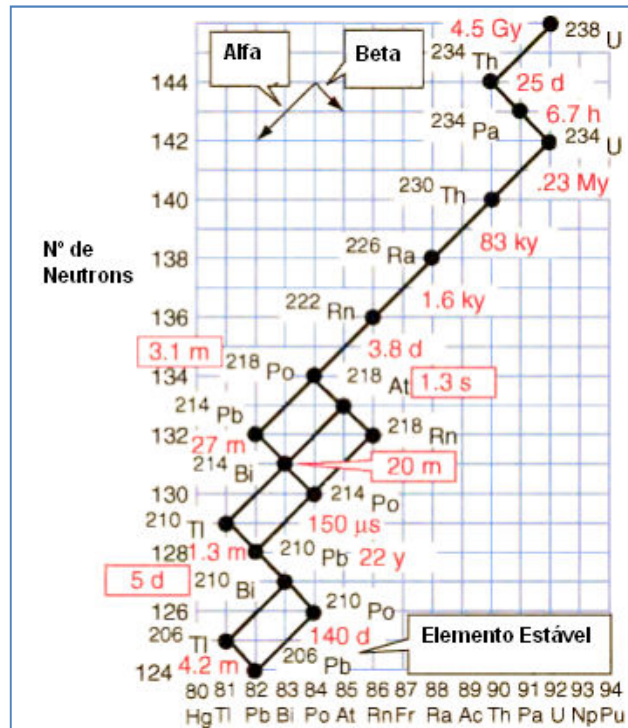 4.5 Gy
238 U
234 Th
144
Alfa
Beta
25 d
6.7 h
142
234 Pa
234 U
.23 My
140
230 Th
83 ky
Nº de
Neutrons
138
226 Ra
1.6 ky
136
222 Rn
3.8 d
3.1 m
134
218 Po
218 At
1.3 s
214 Pb
132
27 m
218 Rn
214 Bi
20 m
130
214 Po
210 Tl
150 µs
128
1.3 m
210 Pb
22 y
5 d
210 Bi
126
210 Po
206 Tl
140 d
Elemento Estável
4.2 m
206 Pb
124
80 81 82 83 84 85 86 87 88 89 90 91 92 93 94
Hg Tl Pb Bi Po At Rn Fr Ra Ac Th Pa U Np Pu